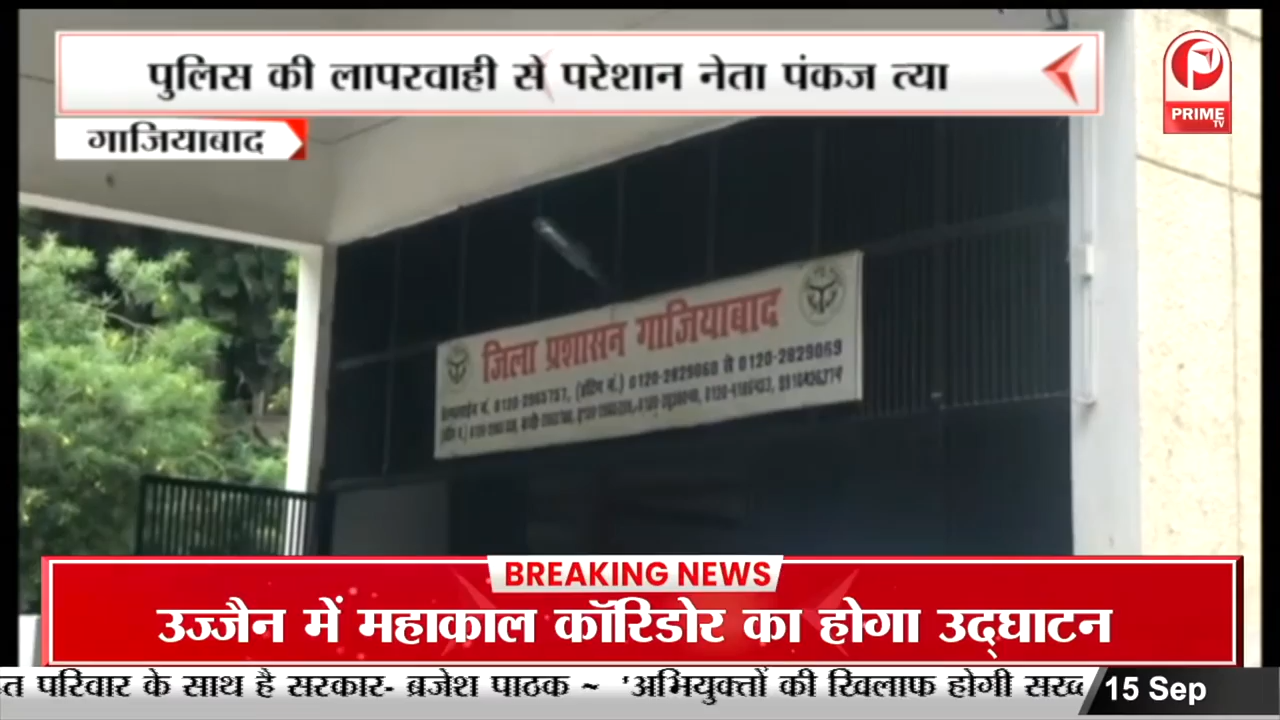 पुलिस की लापरवाही से परेशान नेता पंकज त्या
PRIME
TV
गाजियाबाद
जिला प्रशासन गाजियाबाद
(हंटिंग नं.) 0120-2829060 से 0120-2829069
BREAKING NEWS
उज्जैन में महाकाल कॉरिडोर का होगा उद्घाटन
त परिवार के साथ है सरकार- ब्रजेश पाठक ~ 'अभियुक्तों की खिलाफ होगी सख्
15 Sep